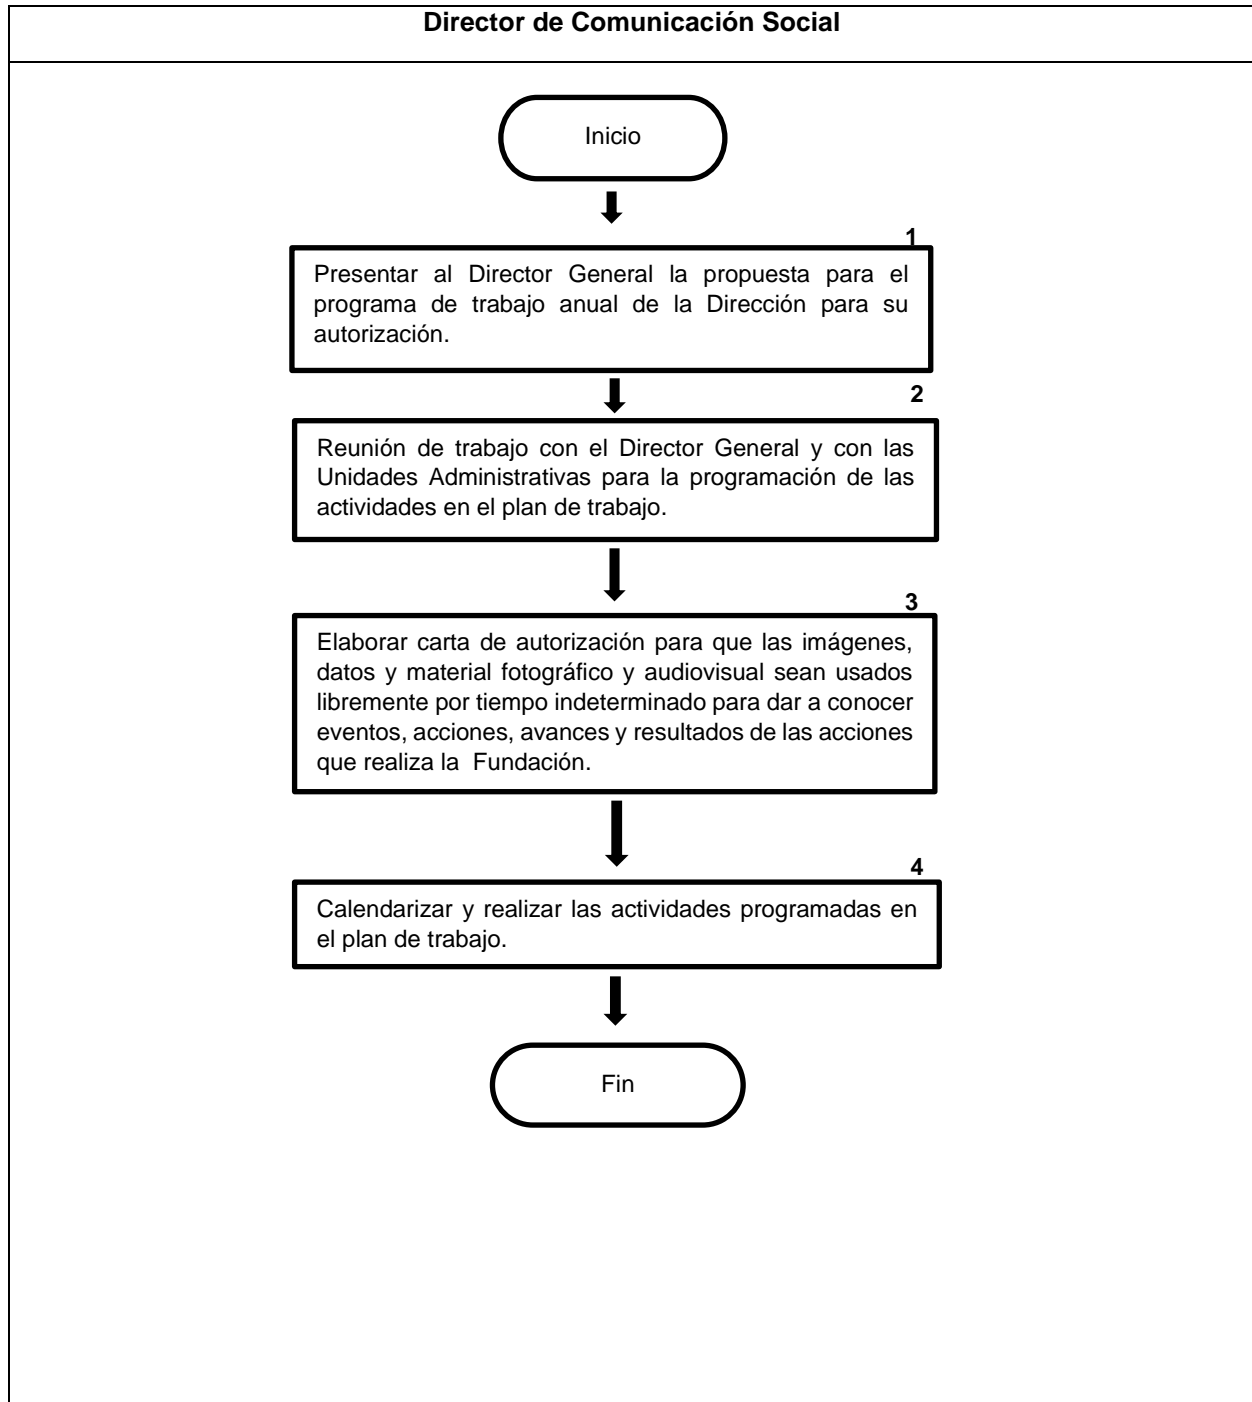 Director de Comunicación Social
Inicio
1
Presentar al Director General la propuesta para el
programa de trabajo anual de la Dirección para su
autorización.
2
Reunión de trabajo con el Director General y con las
Unidades Administrativas para la programación de las
actividades en el plan de trabajo.
3
Elaborar carta de autorización para que las imágenes,
datos y material fotográfico y audiovisual sean usados
libremente por tiempo indeterminado para dar a conocer
eventos, acciones, avances y resultados de las acciones
que realiza la Fundación.
4
Calendarizar y realizar las actividades programadas en
el plan de trabajo.
Fin